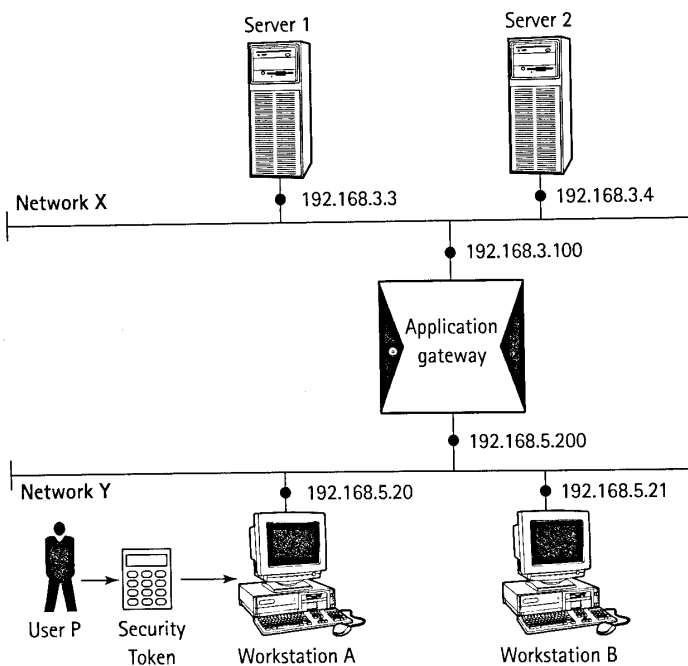 Server 1
Server 2
192.168.3.3
192.168.3.4
Network X
192.168.3.100
Application
gateway
192.168.5.200
Network Y
192.168.5.20
192.168.5.21
User P
Security
Token
Workstation A
Workstation B